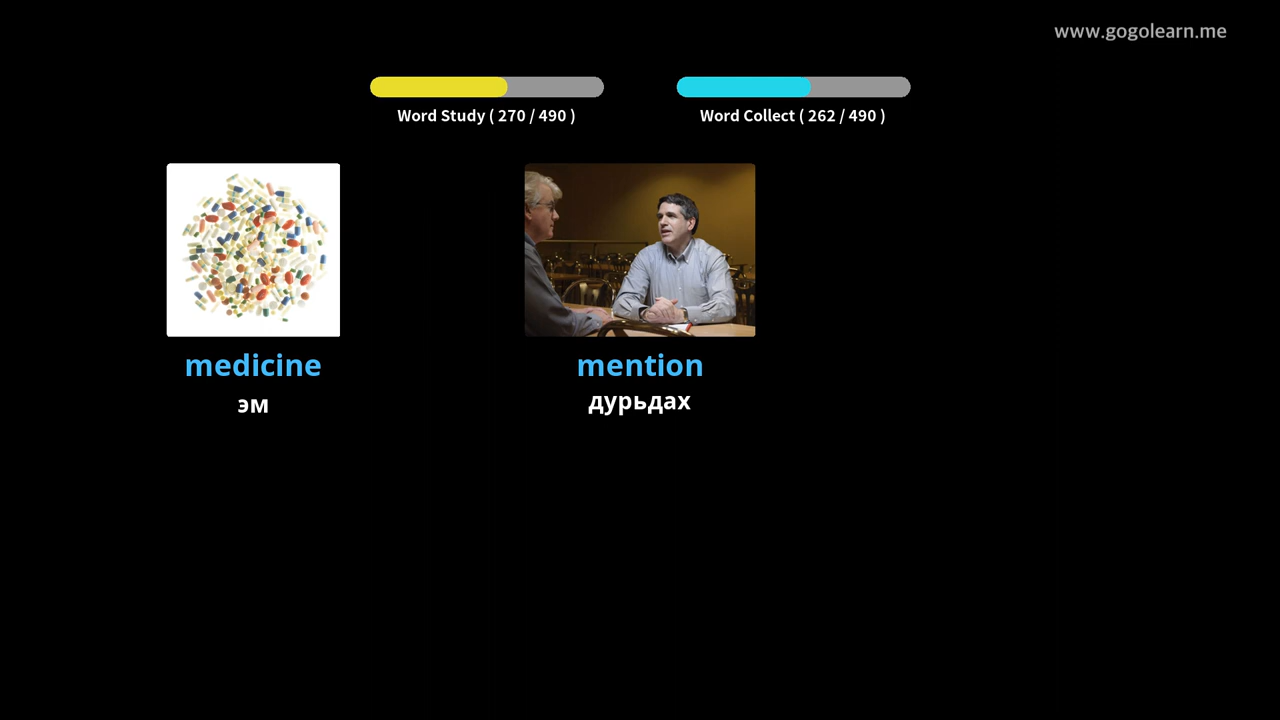 www.gogolearn.me
Word Study ( 270 / 490 )
Word Collect ( 262 / 490 )
medicine
эм
mention
дурьдах